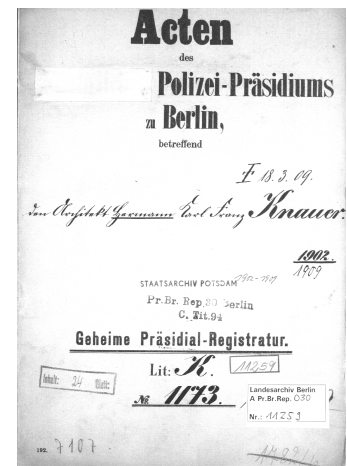 Acten
des
Polizei-Präsidiums
zu Berlin,
betreffend
18. 3. 09.
den Architekt Hermann Carl Franz Knauer.
1902.
1909
STAATSARCHIV POTSDAM
Pr.Br. Rep.30 Berlin
C. Tit.94
Geheime Präsidial-Registratur.
Lit: K.
11259
Inhalt: 24 Blatt:
№ 1173.
Landesarchiv Berlin
A Pr.Br.Rep. 030
Nr.: 11259
102.
7107